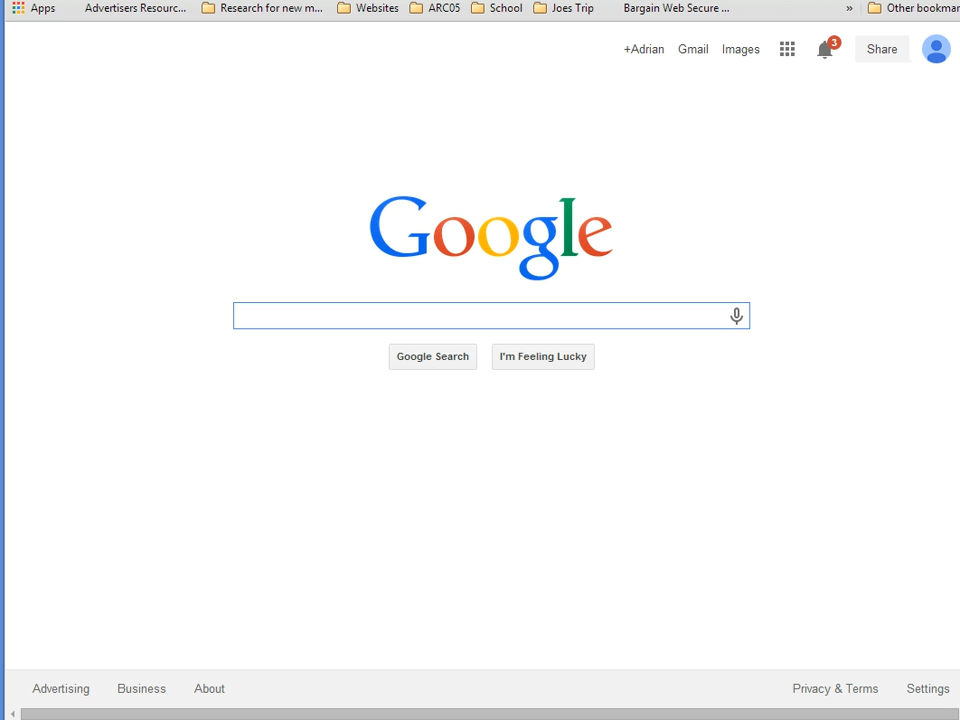 Apps Advertisers Resourc... Research for new m... Websites ARC05 School Joes Trip Bargain Web Secure ... » Other bookmar
+Adrian Gmail Images 3 Share
Google
Google Search I'm Feeling Lucky
Advertising Business About Privacy & Terms Settings